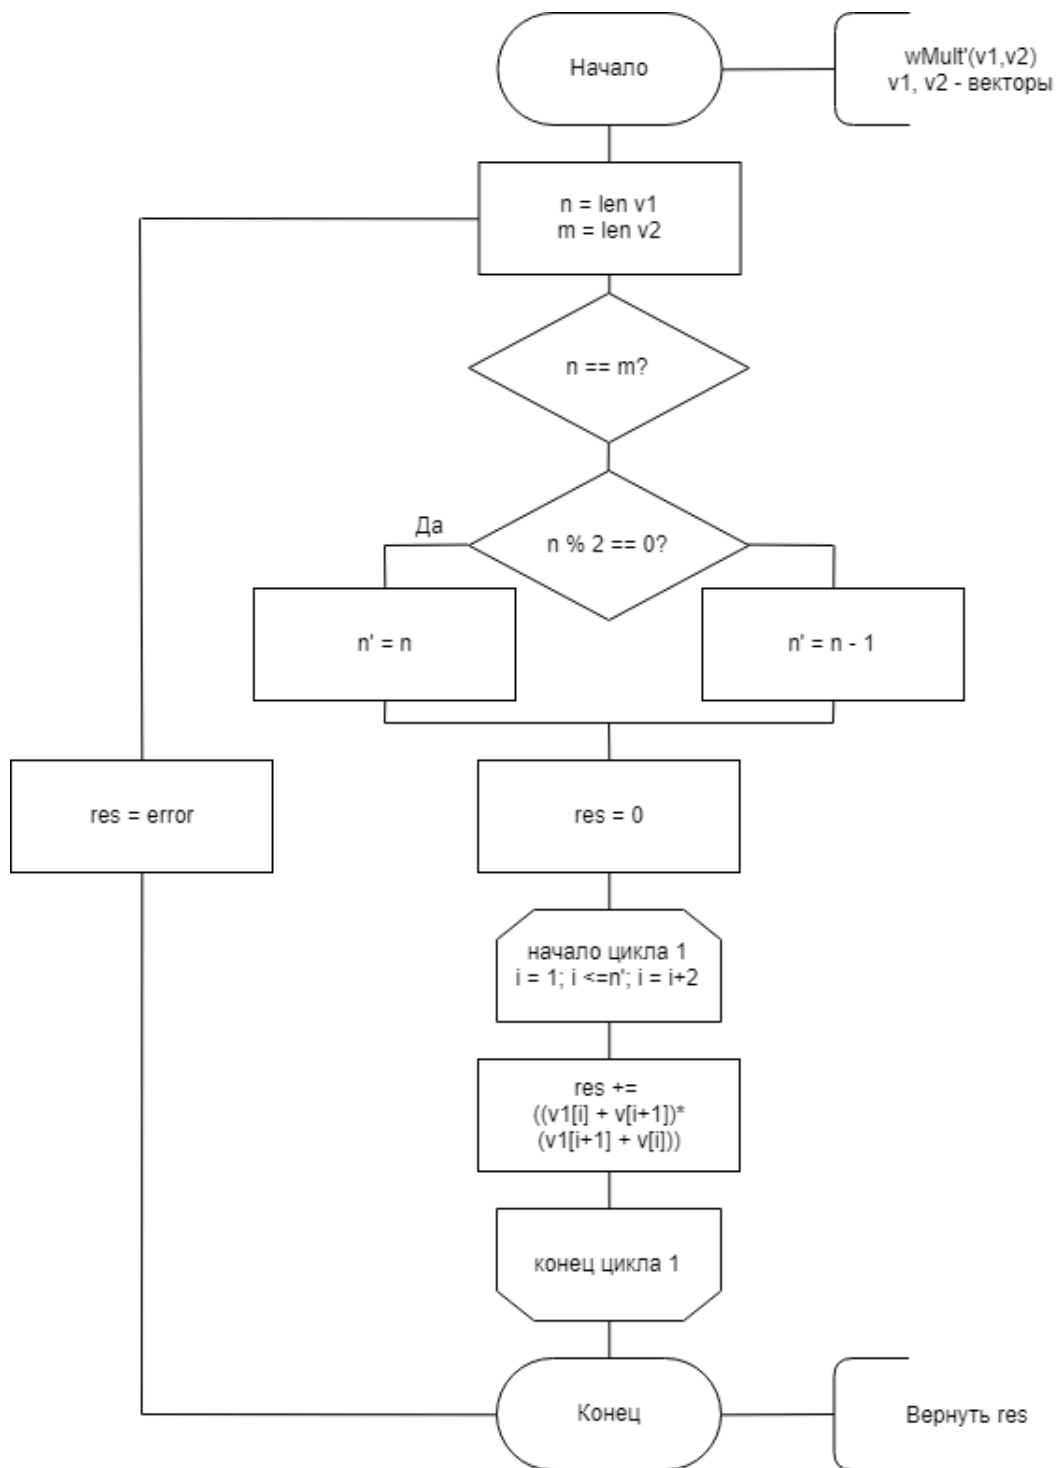 Начало
wMult'(v1,v2)
v1, v2 - векторы
n = len v1
m = len v2
n == m?
Да
n % 2 == 0?
n' = n
n' = n - 1
res = error
res = 0
начало цикла 1
i = 1; i <=n'; i = i+2
res +=
((v1[i] + v[i+1])*
(v1[i+1] + v[i]))
конец цикла 1
Конец
Вернуть res